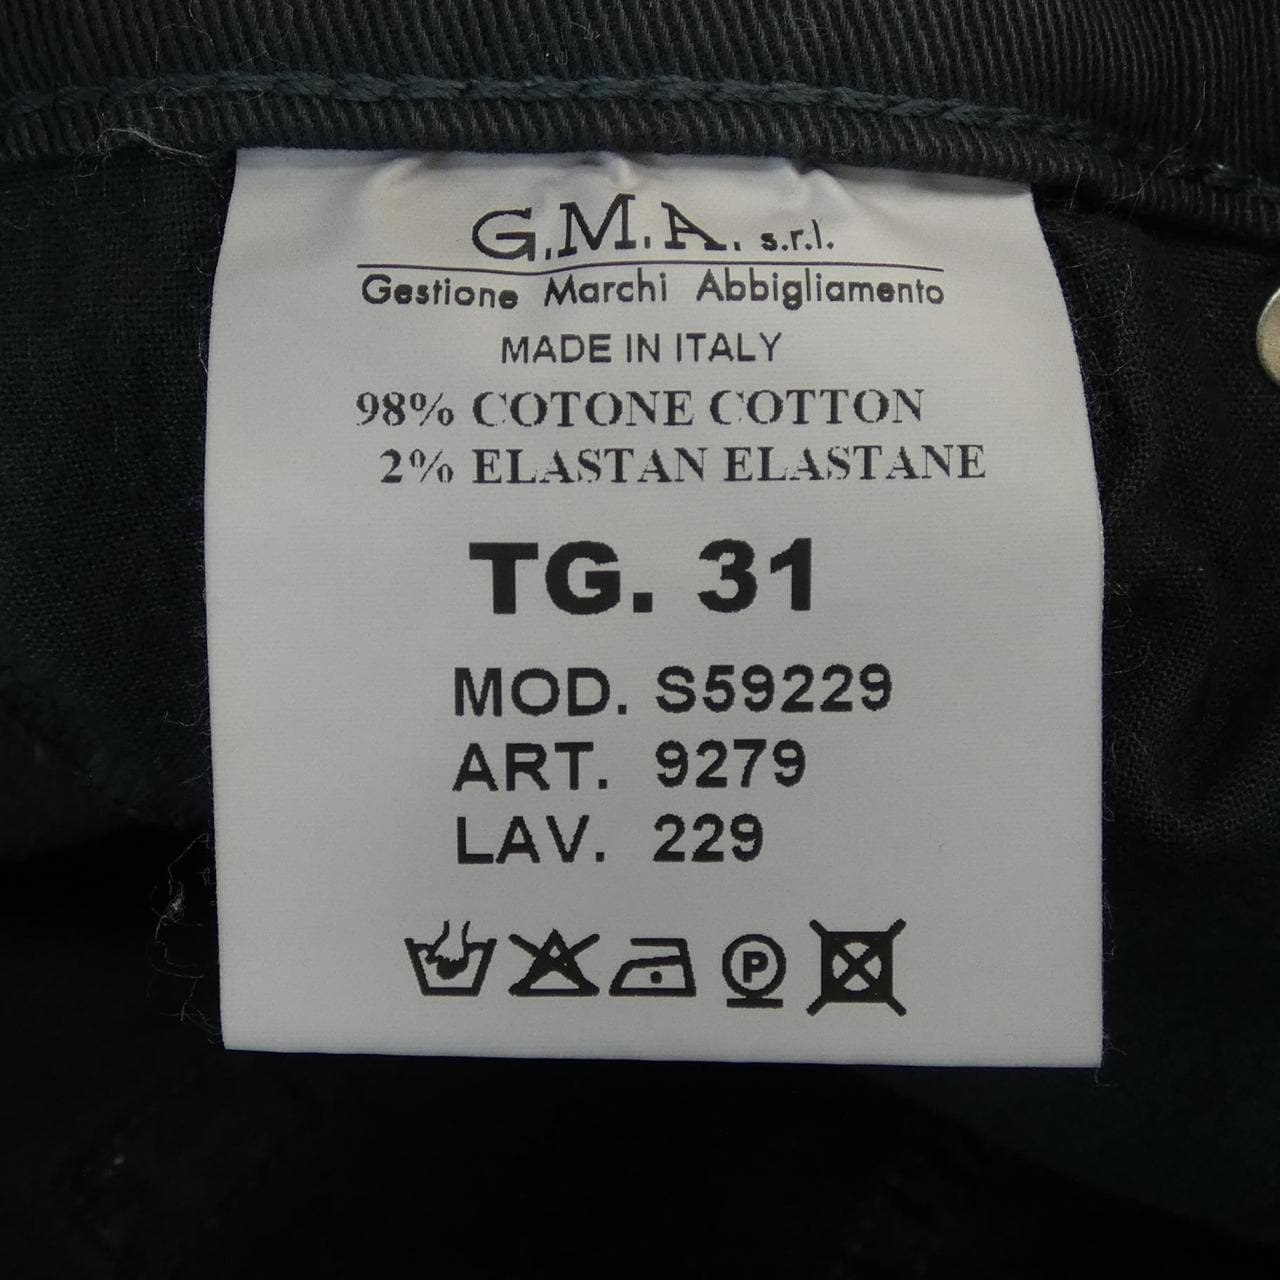 G.M.A. s.r.l.
Gestione Marchi Abbigliamento
MADE IN ITALY
98% COTONE COTTON
2% ELASTAN ELASTANE
TG. 31
MOD. S59229
ART. 9279
LAV. 229
P